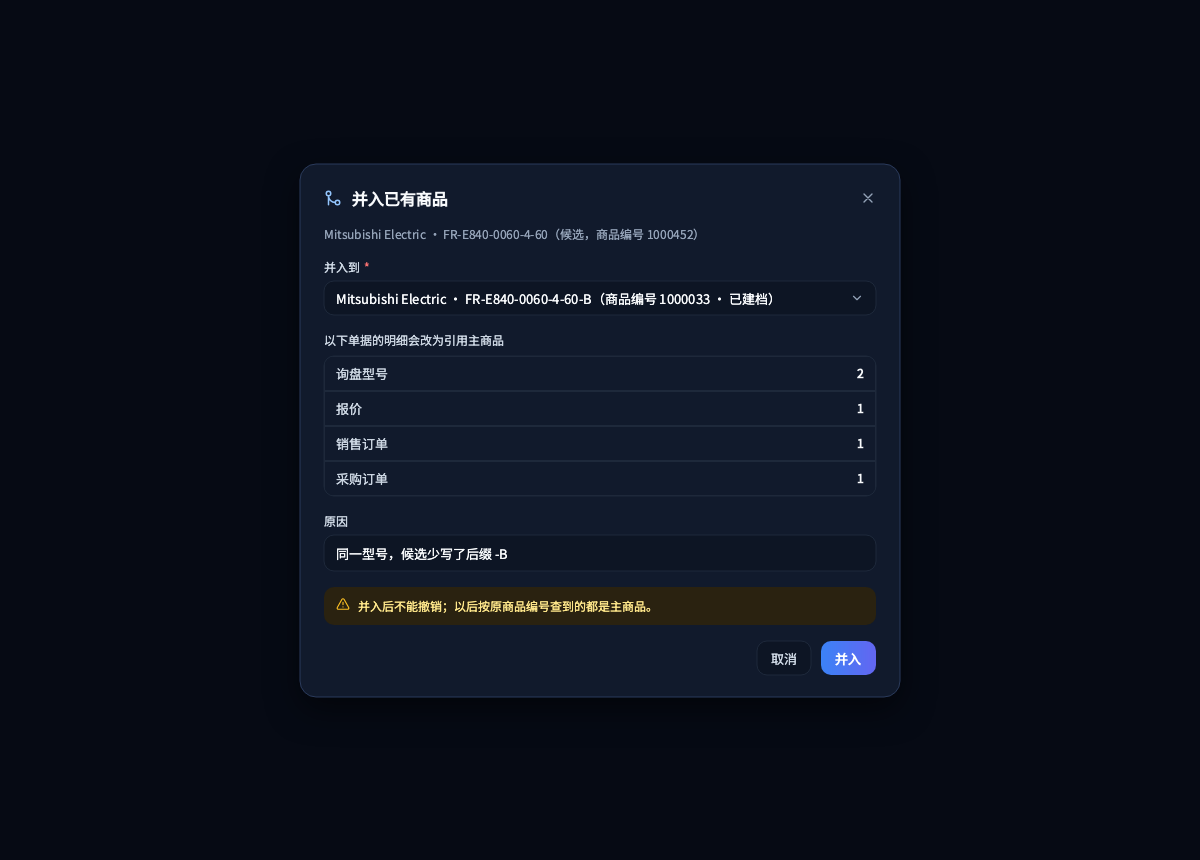 并入已有商品
Mitsubishi Electric · FR-E840-0060-4-60（候选，商品编号 1000452）
并入到 *
Mitsubishi Electric · FR-E840-0060-4-60-B（商品编号 1000033 · 已建档）
以下单据的明细会改为引用主商品
询盘型号 2
报价 1
销售订单 1
采购订单 1
原因
同一型号，候选少写了后缀 -B
并入后不能撤销；以后按原商品编号查到的都是主商品。
取消 并入